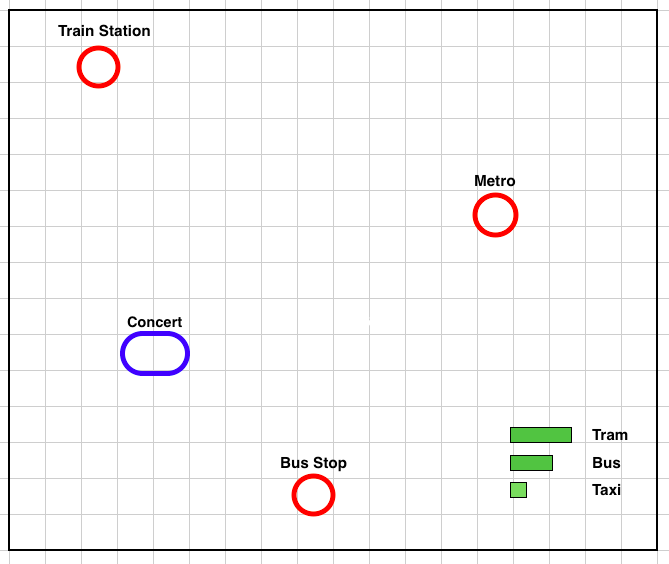 Train Station
Metro
Concert
Tram
Bus Stop
Bus
Taxi